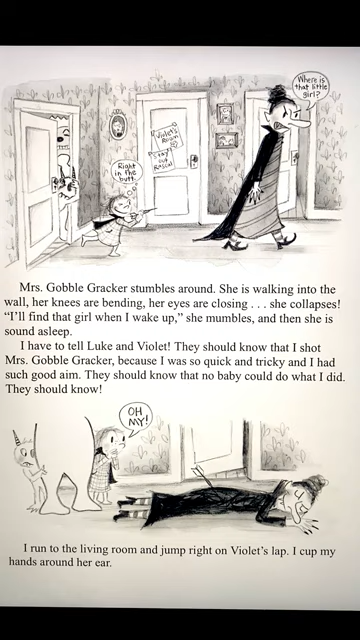 Where is
that little
girl?
Violet's
Room
Stay
out
Rascal
Right
in the
butt.
Mrs. Gobble Gracker stumbles around. She is walking into the
wall, her knees are bending, her eyes are closing . . . she collapses!
“I'll find that girl when I wake up,” she mumbles, and then she is
sound asleep.
I have to tell Luke and Violet! They should know that I shot
Mrs. Gobble Gracker, because I was so quick and tricky and I had
such good aim. They should know that no baby could do what I did.
They should know!
OH
MY!
I run to the living room and jump right on Violet's lap. I cup my
hands around her ear.